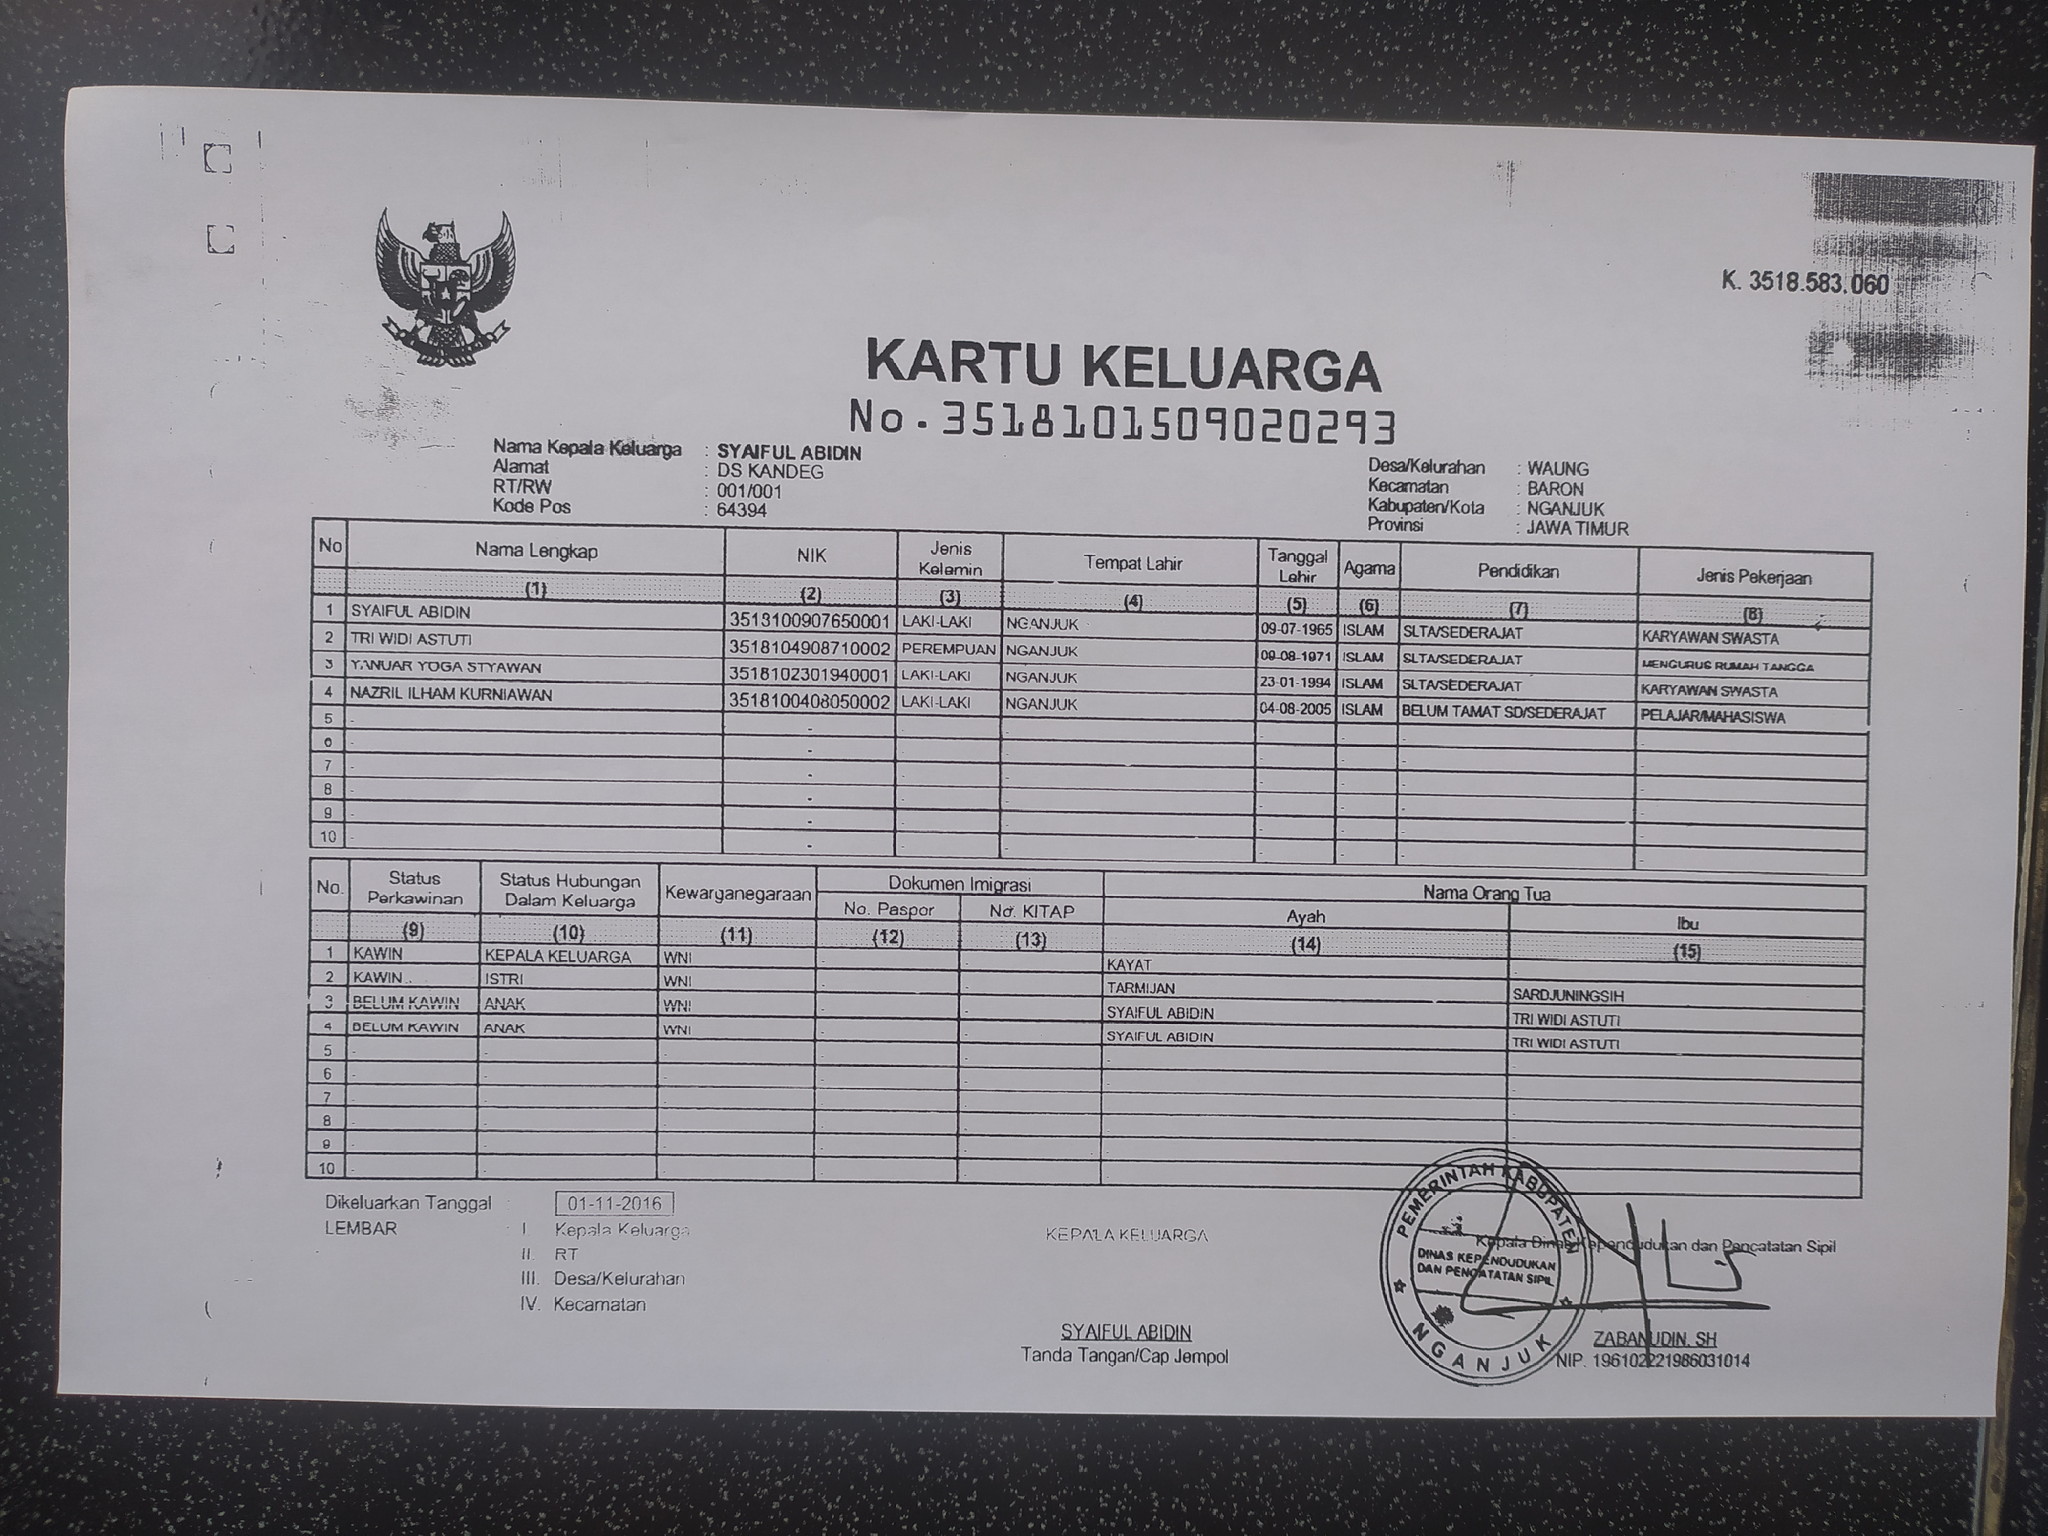 K. 3518.583.060
KARTU KELUARGA
No.3518101509020293
Nama Kepala Keluarga : SYAIFUL ABIDIN
Alamat : DS KANDEG
RT/RW : 001/001
Kode Pos : 64394
Desa/Kelurahan : WAUNG
Kecamatan : BARON
Kabupaten/Kota : NGANJUK
Provinsi : JAWA TIMUR
No Nama Lengkap NIK Jenis Kelamin Tempat Lahir Tanggal Lahir Agama Pendidikan Jenis Pekerjaan
(1) (2) (3) (4) (5) (6) (7) (8)
1 SYAIFUL ABIDIN 3518100907650001 LAKI-LAKI NGANJUK 09-07-1965 ISLAM SLTA/SEDERAJAT KARYAWAN SWASTA
2 TRI WIDI ASTUTI 3518104908710002 PEREMPUAN NGANJUK 09-08-1971 ISLAM SLTA/SEDERAJAT MENGURUS RUMAH TANGGA
3 YANUAR YOGA STYAWAN 3518102301940001 LAKI-LAKI NGANJUK 23-01-1994 ISLAM SLTA/SEDERAJAT KARYAWAN SWASTA
4 NAZRIL ILHAM KURNIAWAN 3518100408050002 LAKI-LAKI NGANJUK 04-08-2005 ISLAM BELUM TAMAT SD/SEDERAJAT PELAJAR/MAHASISWA
5 - - - - - - - -
6 - - - - - - - -
7 - - - - - - - -
8 - - - - - - - -
9 - - - - - - - -
10 - - - - - - - -
No. Status Perkawinan Status Hubungan Dalam Keluarga Kewarganegaraan Dokumen Imigrasi Nama Orang Tua
No. Paspor No. KITAP Ayah Ibu
(9) (10) (11) (12) (13) (14) (15)
1 KAWIN KEPALA KELUARGA WNI - - KAYAT -
2 KAWIN ISTRI WNI - - TARMIJAN SARDJUNINGSIH
3 BELUM KAWIN ANAK WNI - - SYAIFUL ABIDIN TRI WIDI ASTUTI
4 BELUM KAWIN ANAK WNI - - SYAIFUL ABIDIN TRI WIDI ASTUTI
5 - - - - - - -
6 - - - - - - -
7 - - - - - - -
8 - - - - - - -
9 - - - - - - -
10 - - - - - - -
Dikeluarkan Tanggal : 01-11-2016
LEMBAR : I. Kepala Keluarga
II. RT
III. Desa/Kelurahan
IV. Kecamatan
KEPALA KELUARGA
SYAIFUL ABIDIN
Tanda Tangan/Cap Jempol
Kepala Dinas Kependudukan dan Pencatatan Sipil
PEMERINTAH KABUPATEN
DINAS KEPENDUDUKAN
DAN PENCATATAN SIPIL
NGANJUK
ZABANUDIN. SH
NIP. 196102221986031014